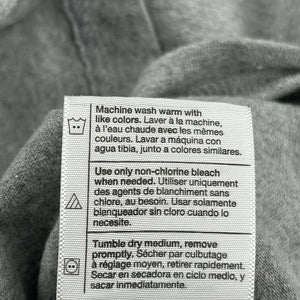 Machine wash warm with
like colors. Laver à la machine,
à l'eau chaude avec les mêmes
couleurs. Lavar a máquina con
agua tibia, junto a colores similares.
Use only non-chlorine bleach
when needed. Utiliser uniquement
des agents de blanchiment sans
chlore, au besoin. Usar solamente
blanqueador sin cloro cuando lo
necesite.
Tumble dry medium, remove
promptly. Sécher par culbutage
à réglage moyen, retirer rapidement.
Secar en secadora en ciclo medio, y
sacar inmediatamente.